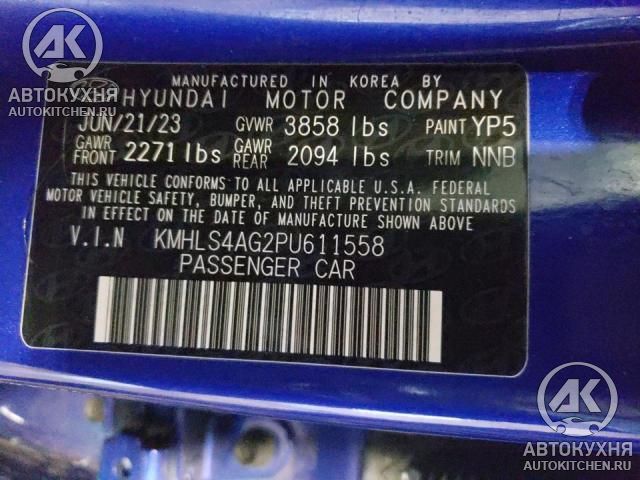 АК
АВТОКУХНЯ
AUTOKITCHEN.RU
MANUFACTURED IN KOREA BY
HYUNDAI MOTOR COMPANY
JUN/21/23 GVWR 3858 lbs PAINT YP5
GAWR FRONT 2271 lbs GAWR REAR 2094 lbs TRIM NNB
THIS VEHICLE CONFORMS TO ALL APPLICABLE U.S.A. FEDERAL
MOTOR VEHICLE SAFETY, BUMPER, AND THEFT PREVENTION STANDARDS
IN EFFECT ON THE DATE OF MANUFACTURE SHOWN ABOVE
V.I.N KMHLS4AG2PU611558
PASSENGER CAR
АК
АВТОКУХНЯ
AUTOKITCHEN.RU